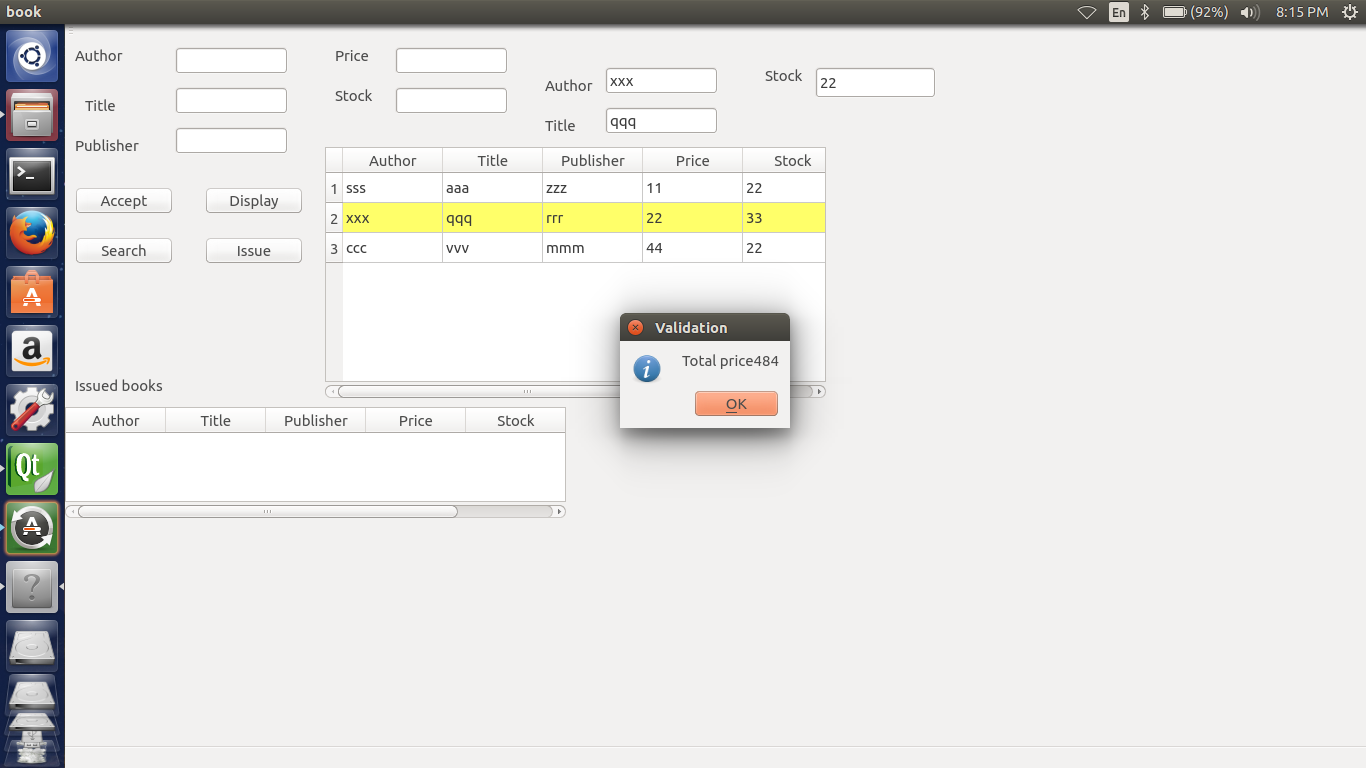 book
En (92%) 8:15 PM
Author
Price
Author xxx
Stock 22
Title
Stock
Title qqq
Publisher
Accept Display
Search Issue
Author Title Publisher Price Stock
1 sss aaa zzz 11 22
2 xxx qqq rrr 22 33
3 ccc vvv mmm 44 22
Validation
Total price484
OK
Issued books
Author Title Publisher Price Stock
Qt